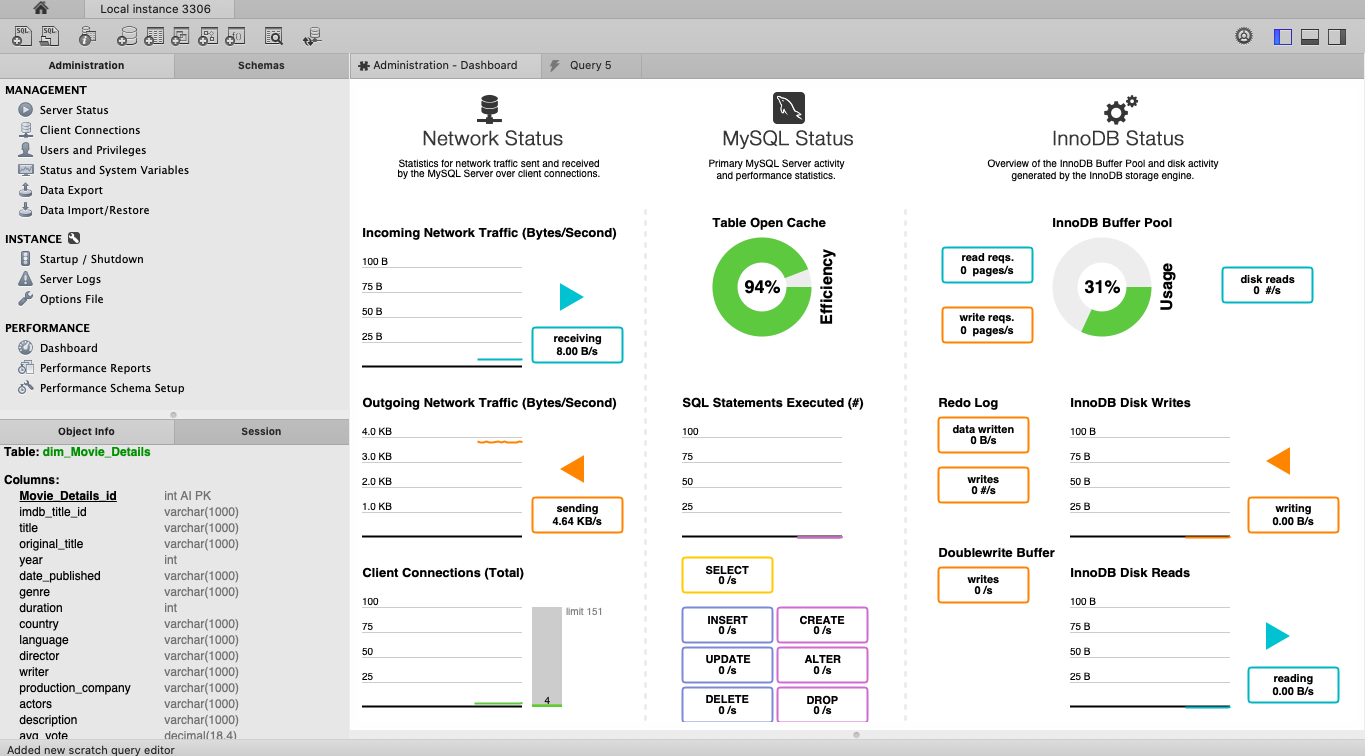 Local instance 3306
Administration
Schemas
Administration - Dashboard
Query 5
MANAGEMENT
Server Status
Client Connections
Users and Privileges
Status and System Variables
Data Export
Data Import/Restore
INSTANCE
Startup / Shutdown
Server Logs
Options File
PERFORMANCE
Dashboard
Performance Reports
Performance Schema Setup
Object Info
Session
Table: dim_Movie_Details
Columns:
Movie_Details_id int AI PK
imdb_title_id varchar(1000)
title varchar(1000)
original_title varchar(1000)
year int
date_published varchar(1000)
genre varchar(1000)
duration int
country varchar(1000)
language varchar(1000)
director varchar(1000)
writer varchar(1000)
production_company varchar(1000)
actors varchar(1000)
description varchar(1000)
avg_vote decimal(18,4)
Added new scratch query editor
Network Status
Statistics for network traffic sent and received
by the MySQL Server over client connections.
Incoming Network Traffic (Bytes/Second)
100 B
75 B
50 B
25 B
receiving
8.00 B/s
Outgoing Network Traffic (Bytes/Second)
4.0 KB
3.0 KB
2.0 KB
1.0 KB
sending
4.64 KB/s
Client Connections (Total)
100
75
50
25
limit 151
4
MySQL Status
Primary MySQL Server activity
and performance statistics.
Table Open Cache
94%
Efficiency
SQL Statements Executed (#)
100
75
50
25
SELECT
0 /s
INSERT
0 /s
CREATE
0 /s
UPDATE
0 /s
ALTER
0 /s
DELETE
0 /s
DROP
0 /s
InnoDB Status
Overview of the InnoDB Buffer Pool and disk activity
generated by the InnoDB storage engine.
InnoDB Buffer Pool
read reqs.
0 pages/s
write reqs.
0 pages/s
31%
Usage
disk reads
0 #/s
Redo Log
data written
0 B/s
writes
0 #/s
Doublewrite Buffer
writes
0 /s
InnoDB Disk Writes
100 B
75 B
50 B
25 B
writing
0.00 B/s
InnoDB Disk Reads
100 B
75 B
50 B
25 B
reading
0.00 B/s